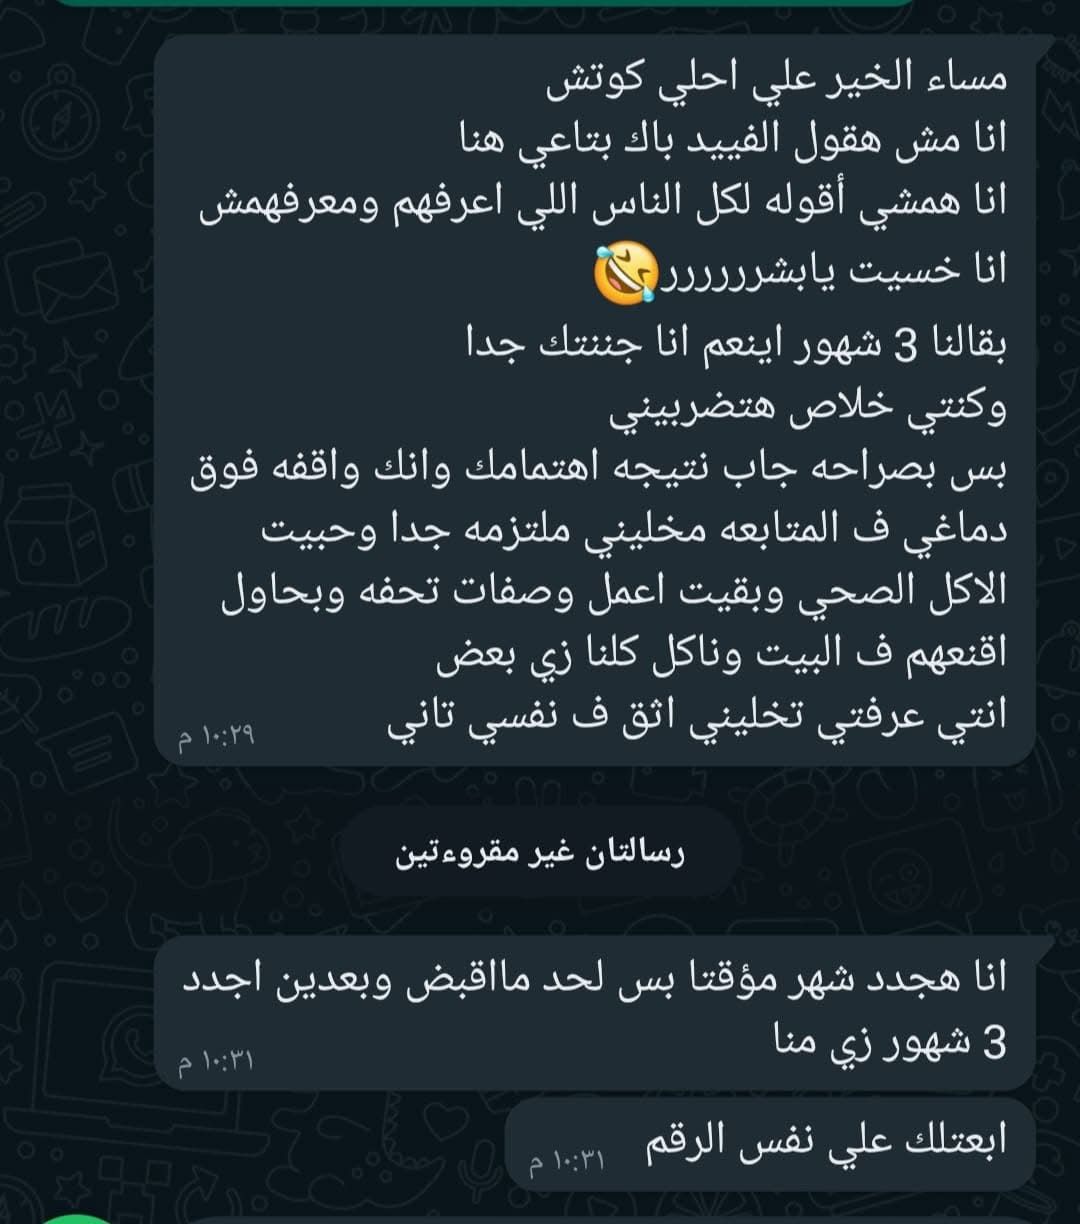 مساء الخير علي احلي كوتش
انا مش هقول الفييد باك بتاعي هنا
انا همشي أقوله لكل الناس اللي اعرفهم ومعرفهمش
انا خسيت يابشررررررر🤣
بقالنا 3 شهور اينعم انا جننتك جدا
وكنتي خلاص هتضربيني
بس بصراحه جاب نتيجه اهتمامك وانك واقفه فوق
دماغي ف المتابعه مخليني ملتزمه جدا وحبيت
الاكل الصحي وبقيت اعمل وصفات تحفه وبحاول
اقنعهم ف البيت وناكل كلنا زي بعض
انتي عرفتي تخليني اثق ف نفسي تاني
١٠:٢٩ م
رسالتان غير مقروءتين
انا هجدد شهر مؤقتا بس لحد مااقبض وبعدين اجدد
3 شهور زي منا
١٠:٣١ م
ابعتلك علي نفس الرقم
١٠:٣١ م